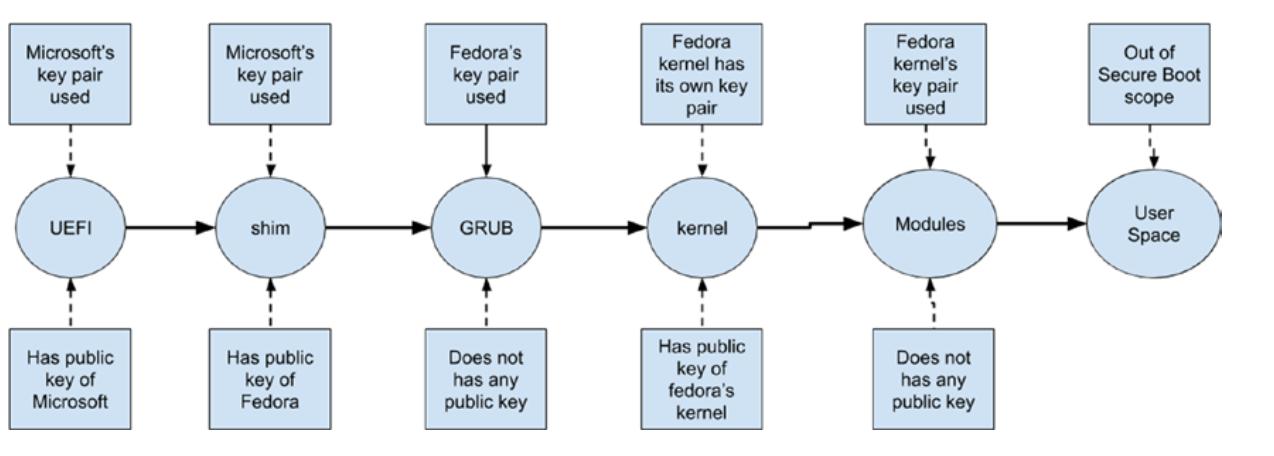 Microsoft's
key pair
used
Microsoft's
key pair
used
Fedora's
key pair
used
Fedora
kernel has
its own key
pair
Fedora
kernel's
key pair
used
Out of
Secure Boot
scope
UEFI
shim
GRUB
kernel
Modules
User
Space
Has public
key of
Microsoft
Has public
key of
Fedora
Does not
has any
public key
Has public
key of
fedora's
kernel
Does not
has any
public key